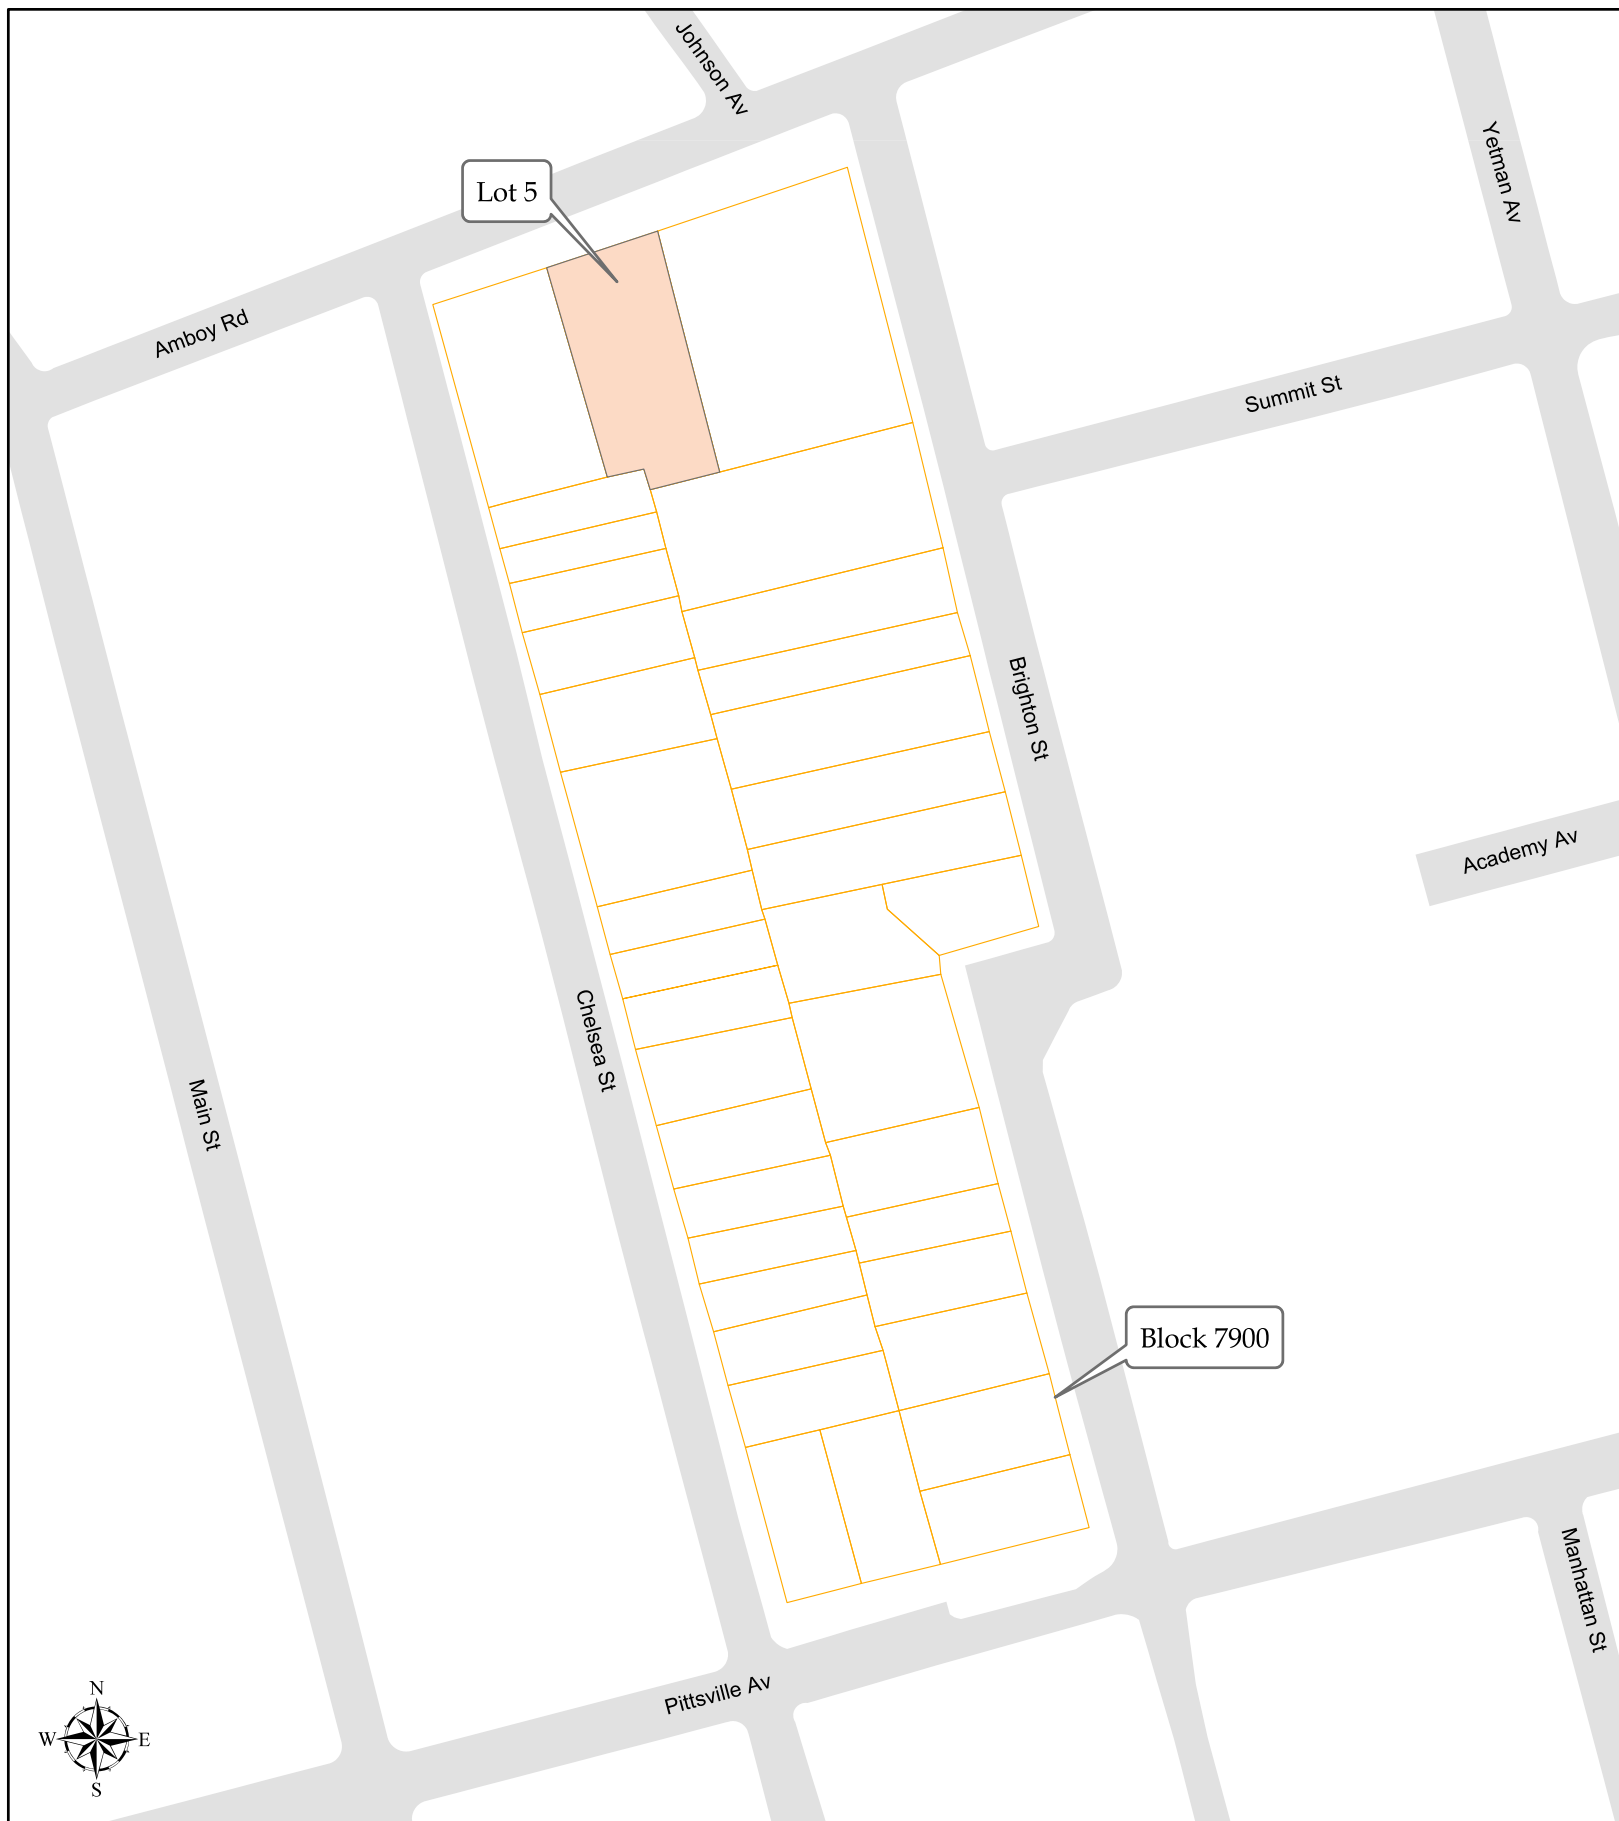 Johnson Av
Yetman Av
Lot 5
Amboy Rd
Summit St
Brighton St
Academy Av
Chelsea St
Main St
Block 7900
Manhattan St
Pittsville Av
N
W E
S